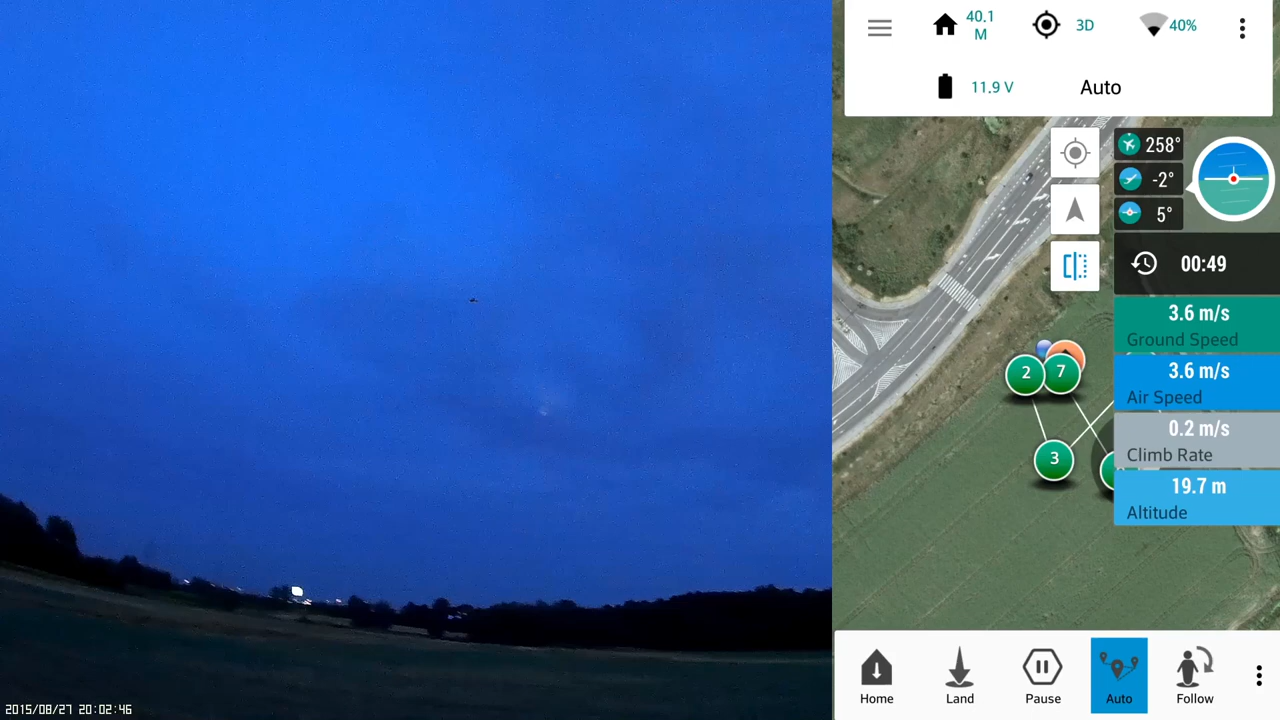 40.1
M
3D
40%
11.9 V
Auto
258°
-2°
5°
00:49
3.6 m/s
Ground Speed
3.6 m/s
Air Speed
0.2 m/s
Climb Rate
19.7 m
Altitude
2
7
3
Home
Land
Pause
Auto
Follow
2015/08/27 20:02:46